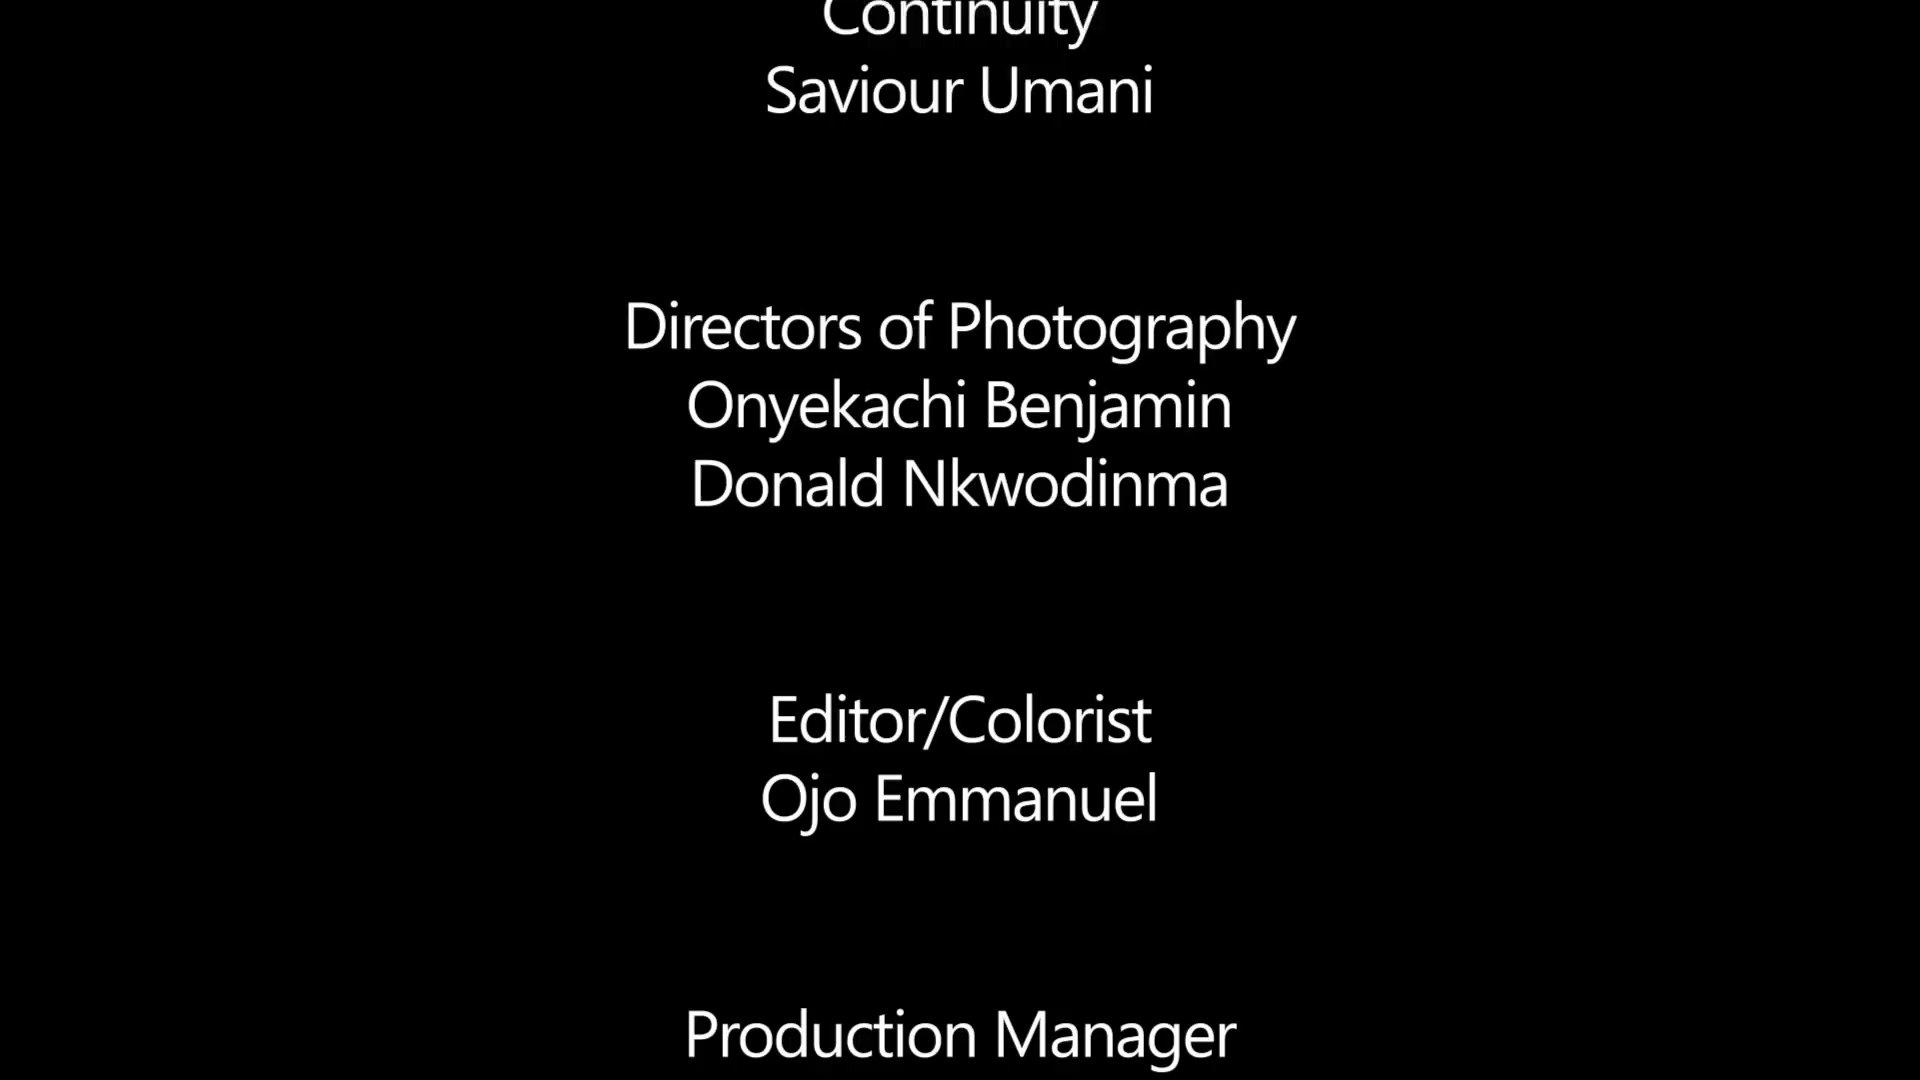 Continuity
Saviour Umani
Directors of Photography
Onyekachi Benjamin
Donald Nkwodinma
Editor/Colorist
Ojo Emmanuel
Production Manager